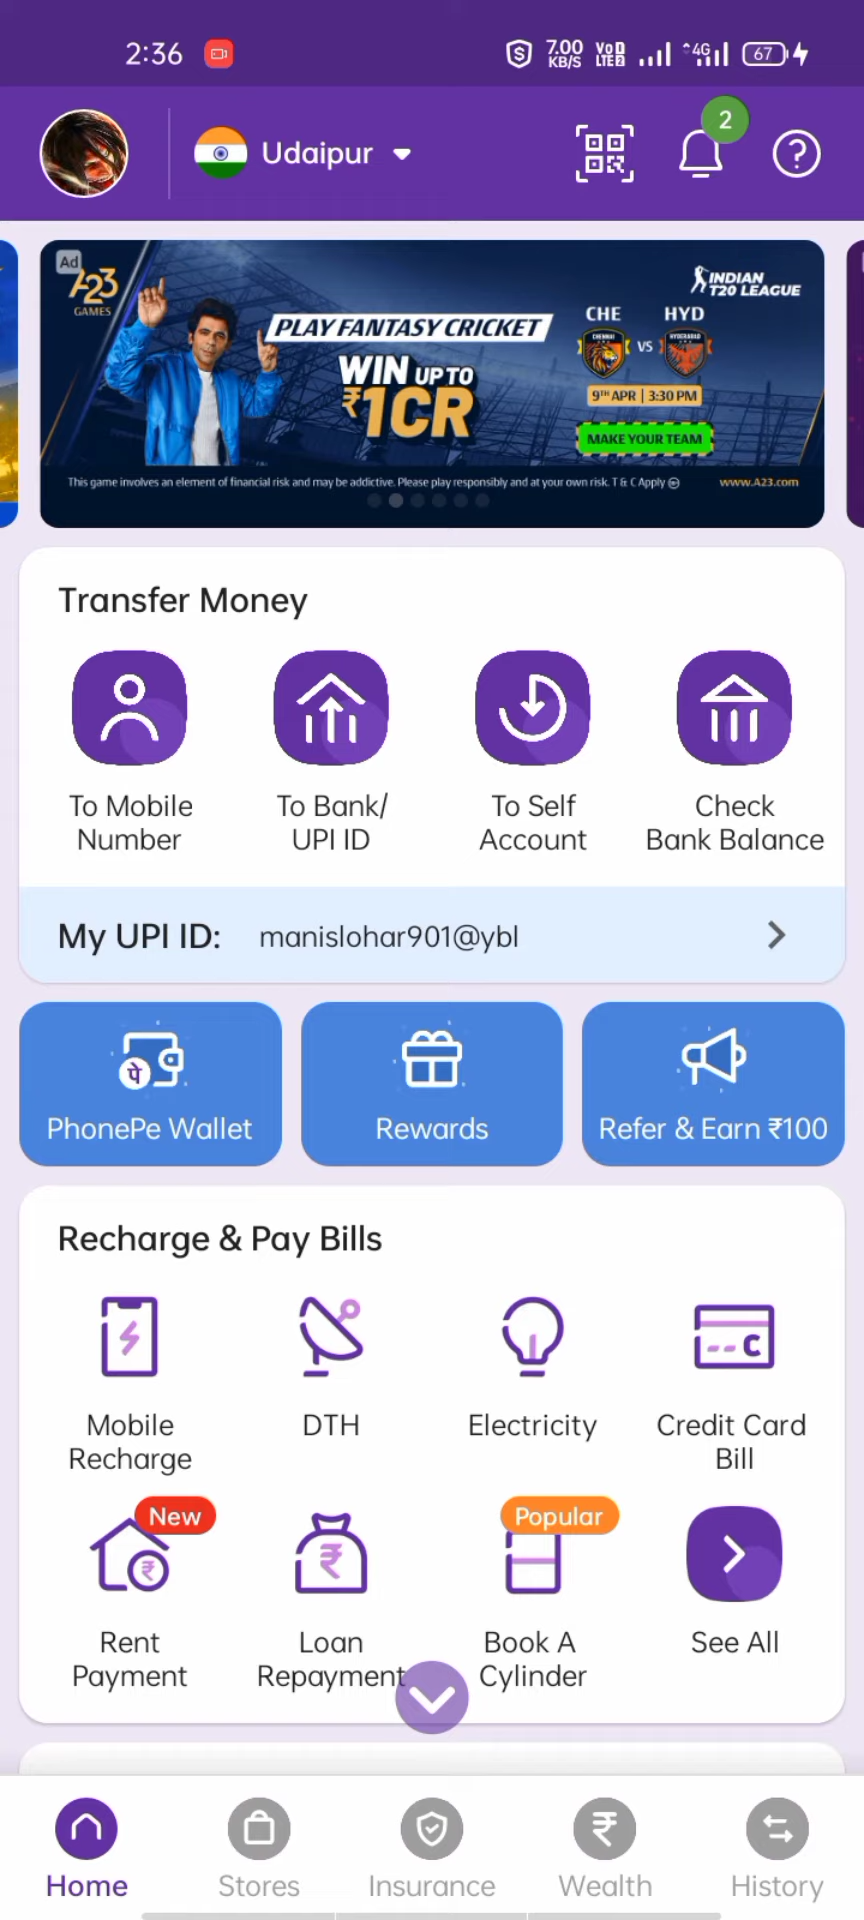 2:36
7.00 KB/S
VoD LTE2
4G
67
Udaipur
2
Ad
A23
GAMES
INDIAN
T20 LEAGUE
PLAY FANTASY CRICKET
WIN UP TO
₹1CR
CHE HYD
CHENNAI VS HYDERABAD
9TH APR | 3:30 PM
MAKE YOUR TEAM
This game involves an element of financial risk and may be addictive. Please play responsibly and at your own risk. T & C Apply 18+
www.A23.com
Transfer Money
To Mobile
Number
To Bank/
UPI ID
To Self
Account
Check
Bank Balance
My UPI ID: manislohar901@ybl
पे
PhonePe Wallet
Rewards
Refer & Earn ₹100
Recharge & Pay Bills
Mobile
Recharge
DTH
Electricity
C
Credit Card
Bill
New
₹
Rent
Payment
₹
Loan
Repayment
Popular
Book A
Cylinder
See All
Home
Stores
Insurance
₹
Wealth
History